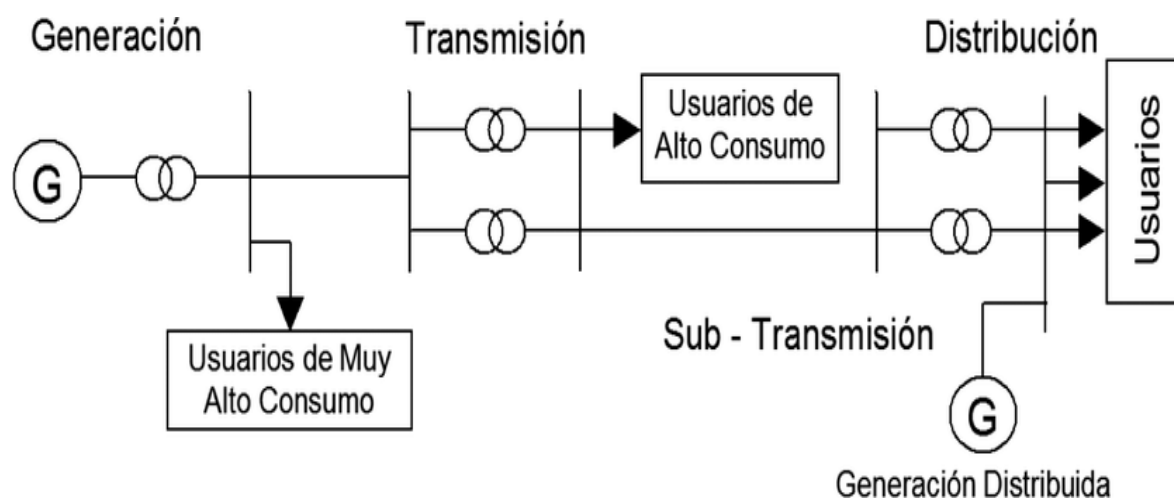 Generación
Transmisión
Distribución
Usuarios de
Alto Consumo
Usuarios
G
G
Usuarios de Muy
Alto Consumo
Sub - Transmisión
Generación Distribuida